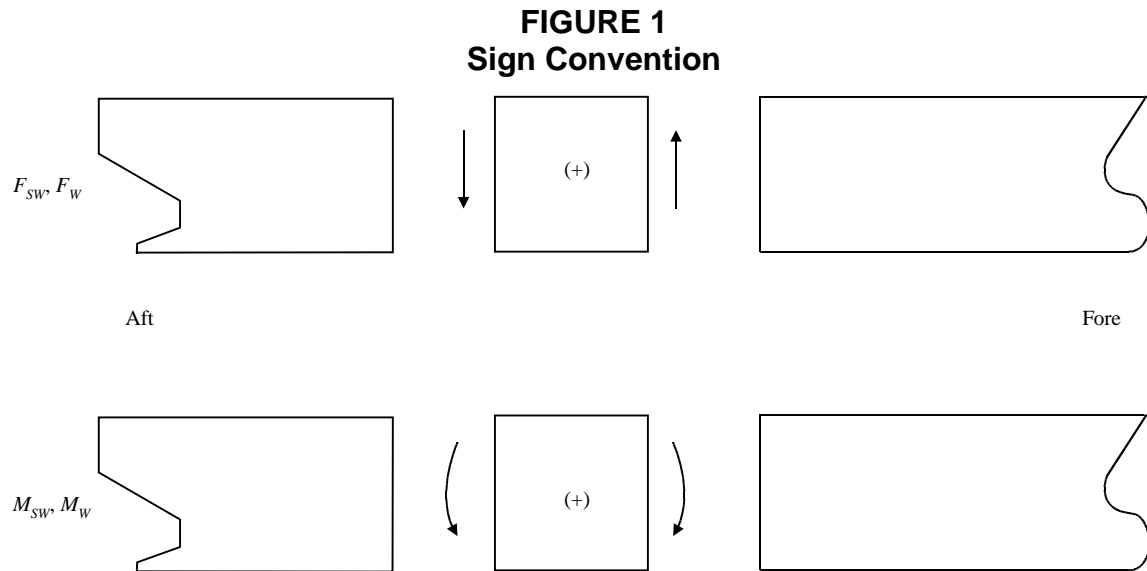 FIGURE 1
Sign Convention
(+)
F_SW, F_W
Aft
Fore
(+)
M_SW, M_W